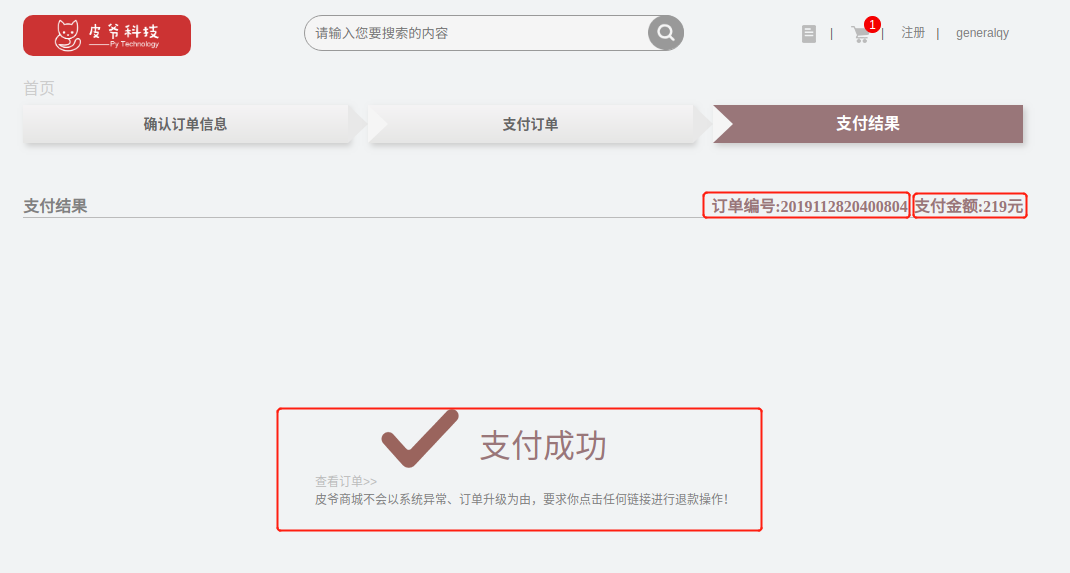 皮爷科技
Py Technology
请输入您要搜索的内容
1
| | 注册 | generalqy
首页
确认订单信息 支付订单 支付结果
支付结果 订单编号:2019112820400804 支付金额:219元
支付成功
查看订单>>
皮爷商城不会以系统异常、订单升级为由，要求你点击任何链接进行退款操作！